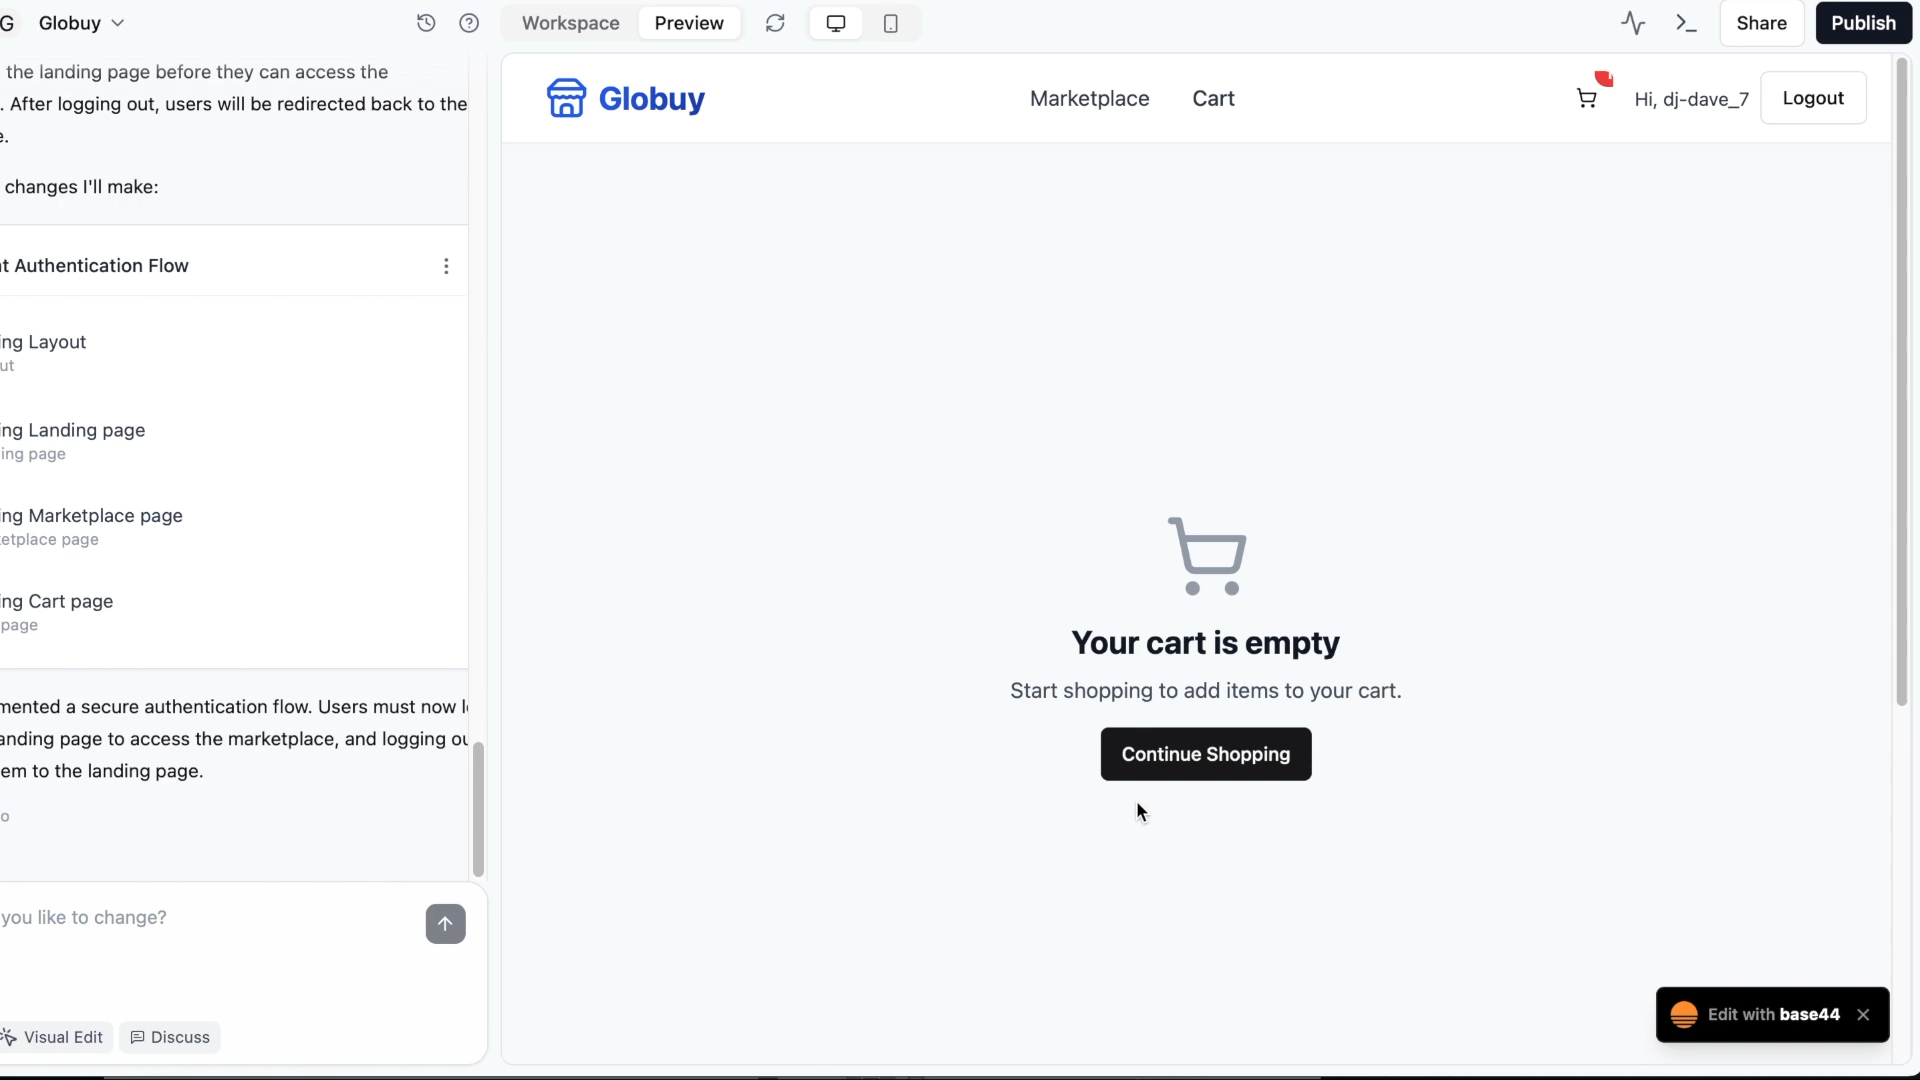 G Globuy
Workspace Preview
Share Publish
the landing page before they can access the
. After logging out, users will be redirected back to the
e.
changes I'll make:
t Authentication Flow
ing Layout
ut
ing Landing page
ing page
ing Marketplace page
etplace page
ing Cart page
page
mented a secure authentication flow. Users must now l
anding page to access the marketplace, and logging ou
em to the landing page.
o
you like to change?
Visual Edit Discuss
Globuy
Marketplace Cart
Hi, dj-dave_7 Logout
Your cart is empty
Start shopping to add items to your cart.
Continue Shopping
Edit with base44